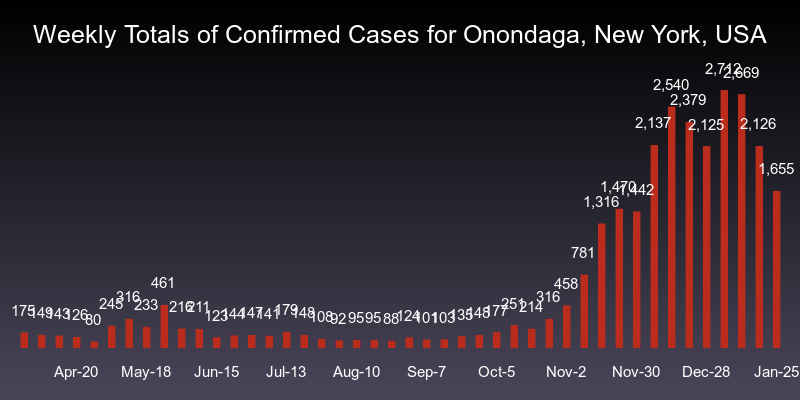 Weekly Totals of Confirmed Cases for Onondaga, New York, USA
175 149 143 126 80 245 316 233 461 216 211 123 144 147 141 179 148 108 92 95 95 88 124 101 103 135 148 177 251 214 316 458 781 1,316 1,470 1,442 2,137 2,540 2,379 2,125 2,712 2,669 2,126 1,655
Apr-20 May-18 Jun-15 Jul-13 Aug-10 Sep-7 Oct-5 Nov-2 Nov-30 Dec-28 Jan-25